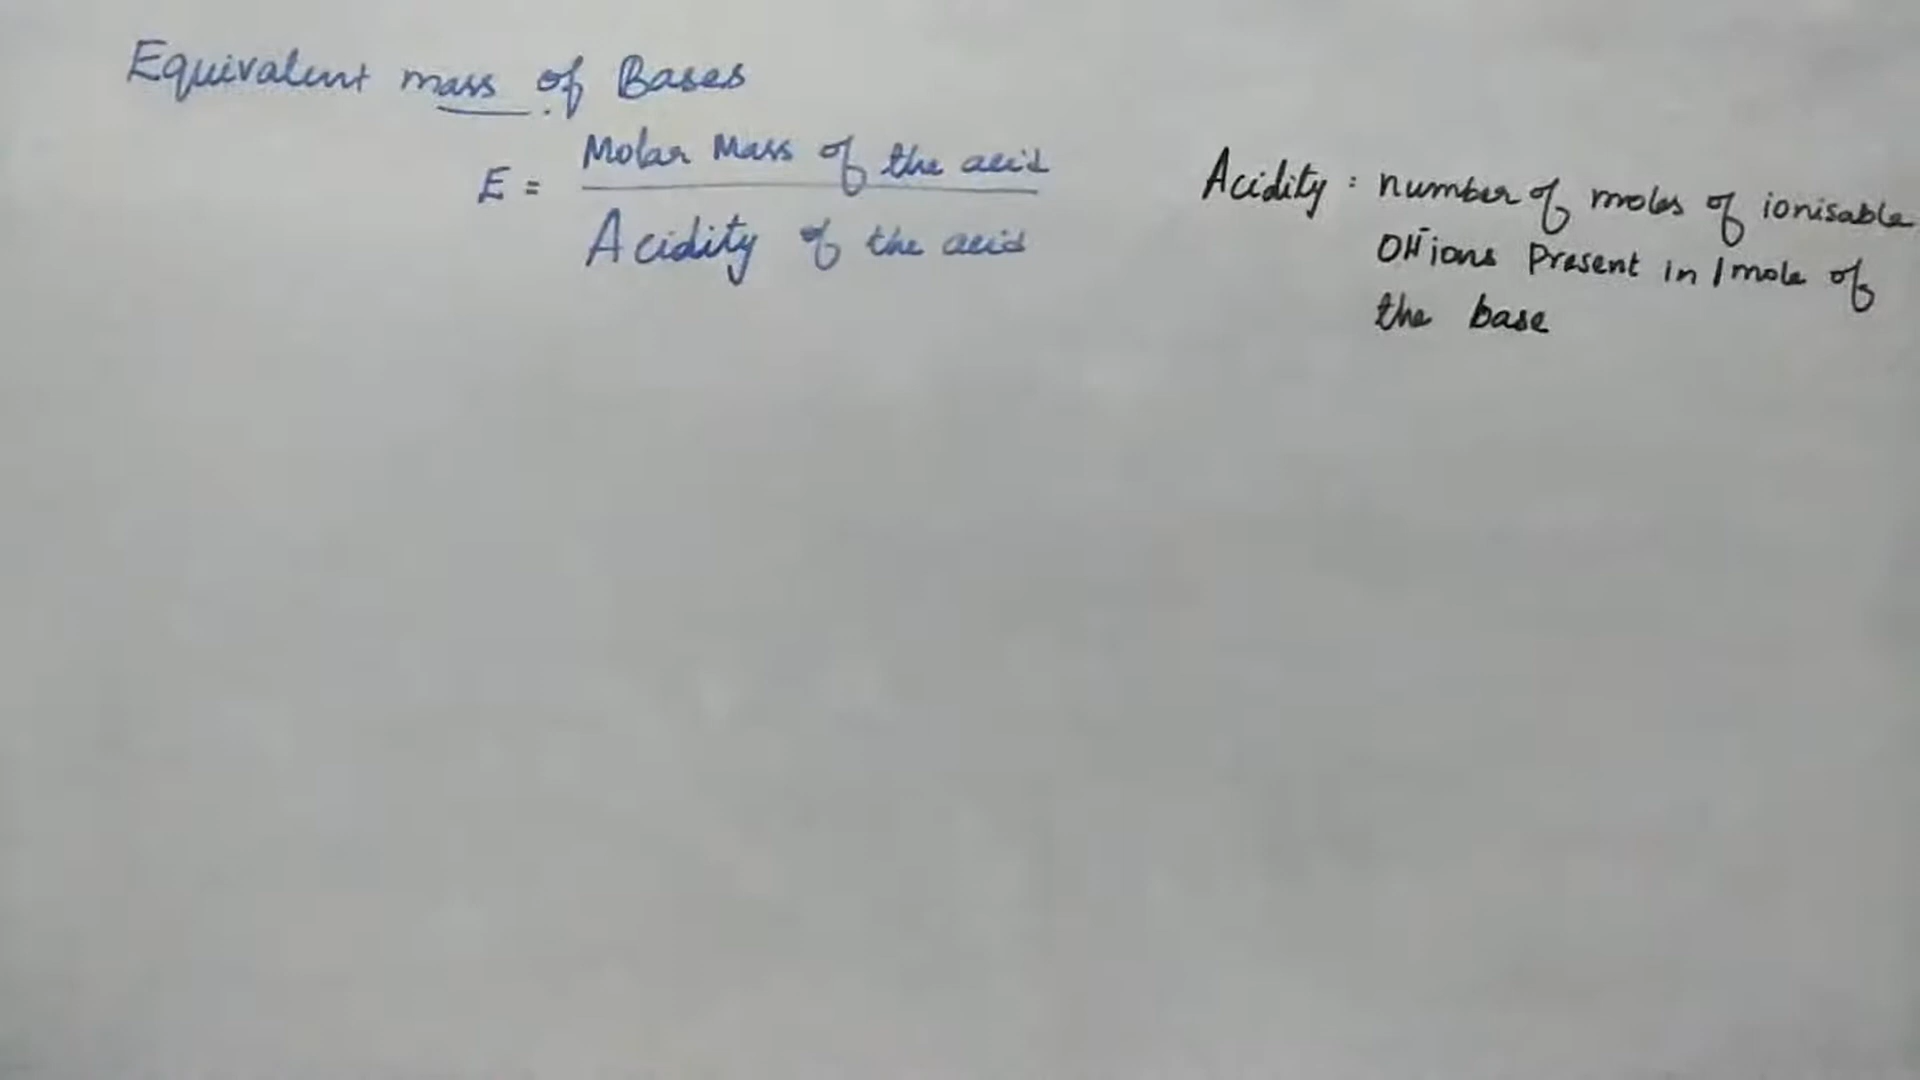 Equivalent mass of Bases
E = Molar Mass of the acid
Acidity of the acid
Acidity : number of moles of ionisable
OH⁻ ions Present in 1 mole of
the base